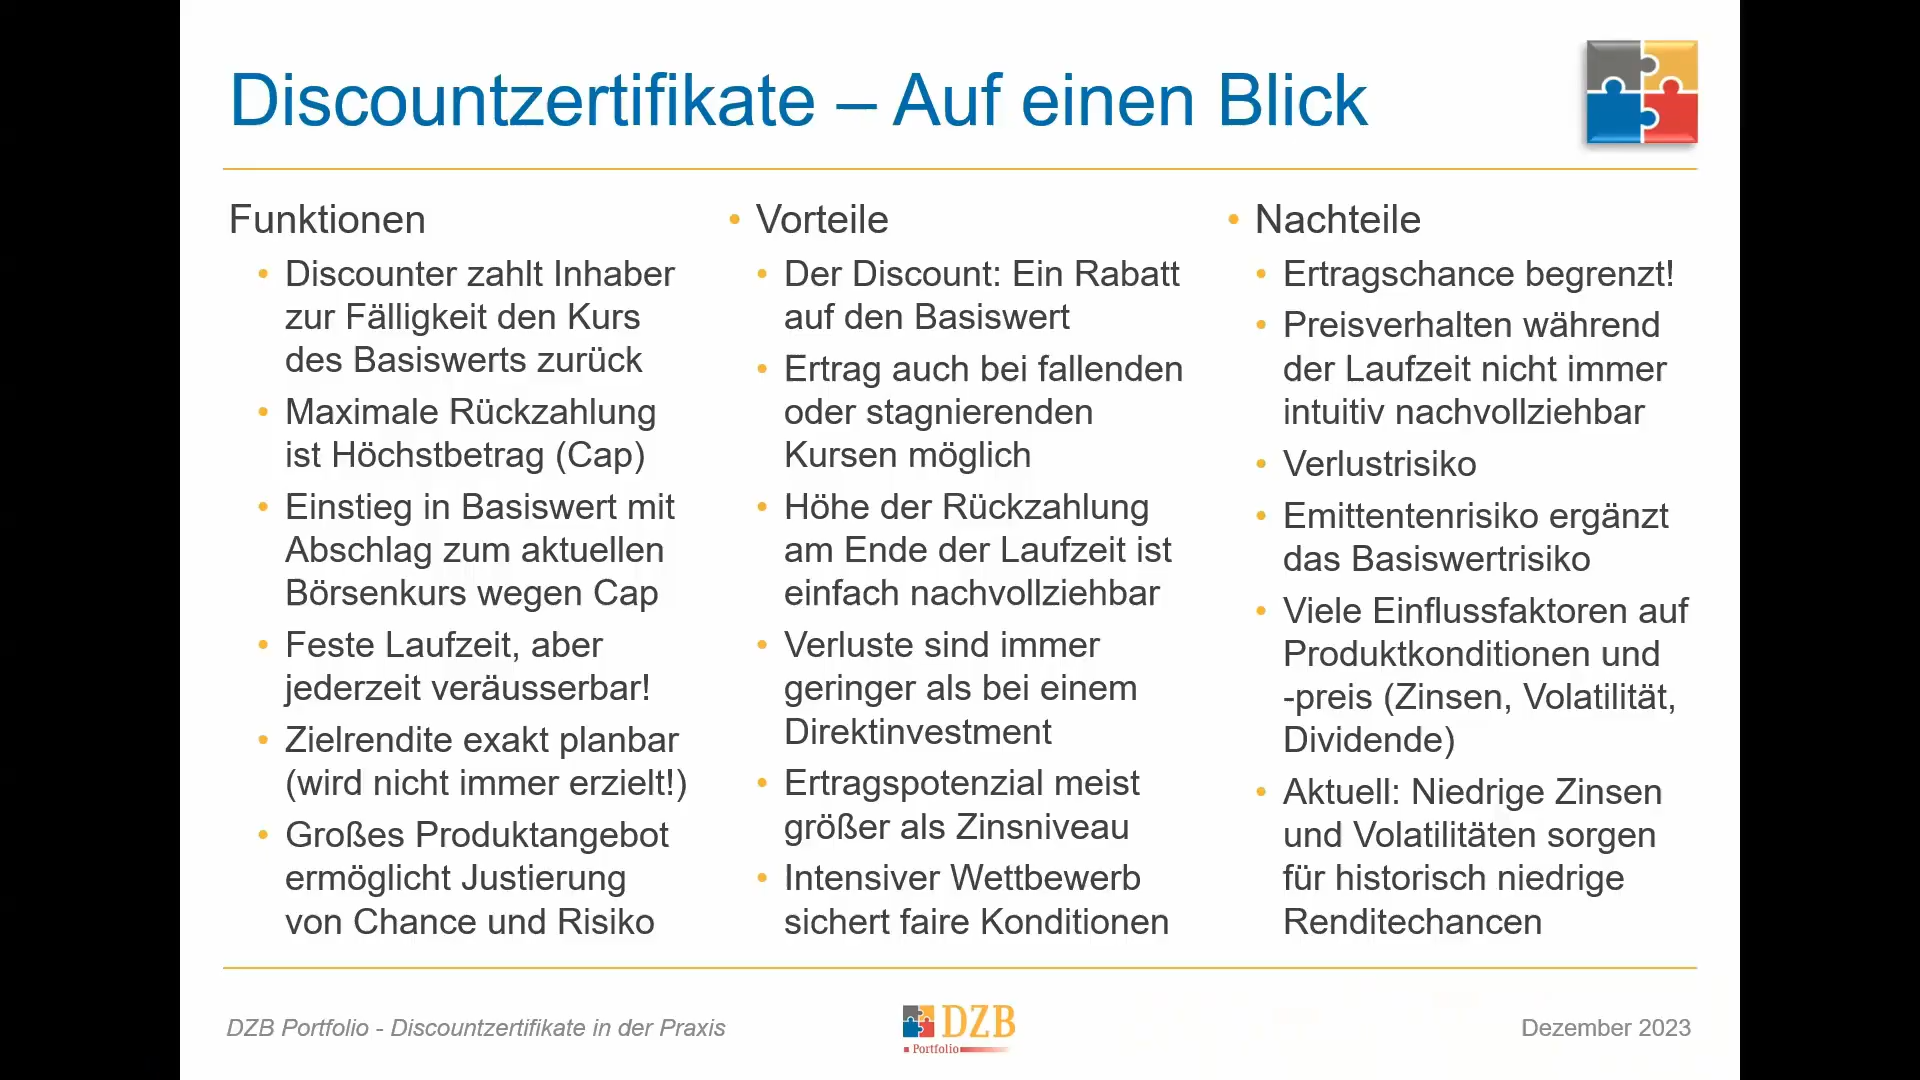 Discountzertifikate – Auf einen Blick
Funktionen
• Discounter zahlt Inhaber
zur Fälligkeit den Kurs
des Basiswerts zurück
• Maximale Rückzahlung
ist Höchstbetrag (Cap)
• Einstieg in Basiswert mit
Abschlag zum aktuellen
Börsenkurs wegen Cap
• Feste Laufzeit, aber
jederzeit veräusserbar!
• Zielrendite exakt planbar
(wird nicht immer erzielt!)
• Großes Produktangebot
ermöglicht Justierung
von Chance und Risiko
• Vorteile
• Der Discount: Ein Rabatt
auf den Basiswert
• Ertrag auch bei fallenden
oder stagnierenden
Kursen möglich
• Höhe der Rückzahlung
am Ende der Laufzeit ist
einfach nachvollziehbar
• Verluste sind immer
geringer als bei einem
Direktinvestment
• Ertragspotenzial meist
größer als Zinsniveau
• Intensiver Wettbewerb
sichert faire Konditionen
• Nachteile
• Ertragschance begrenzt!
• Preisverhalten während
der Laufzeit nicht immer
intuitiv nachvollziehbar
• Verlustrisiko
• Emittentenrisiko ergänzt
das Basiswertrisiko
• Viele Einflussfaktoren auf
Produktkonditionen und
-preis (Zinsen, Volatilität,
Dividende)
• Aktuell: Niedrige Zinsen
und Volatilitäten sorgen
für historisch niedrige
Renditechancen
DZB Portfolio - Discountzertifikate in der Praxis
DZB
Portfolio
Dezember 2023